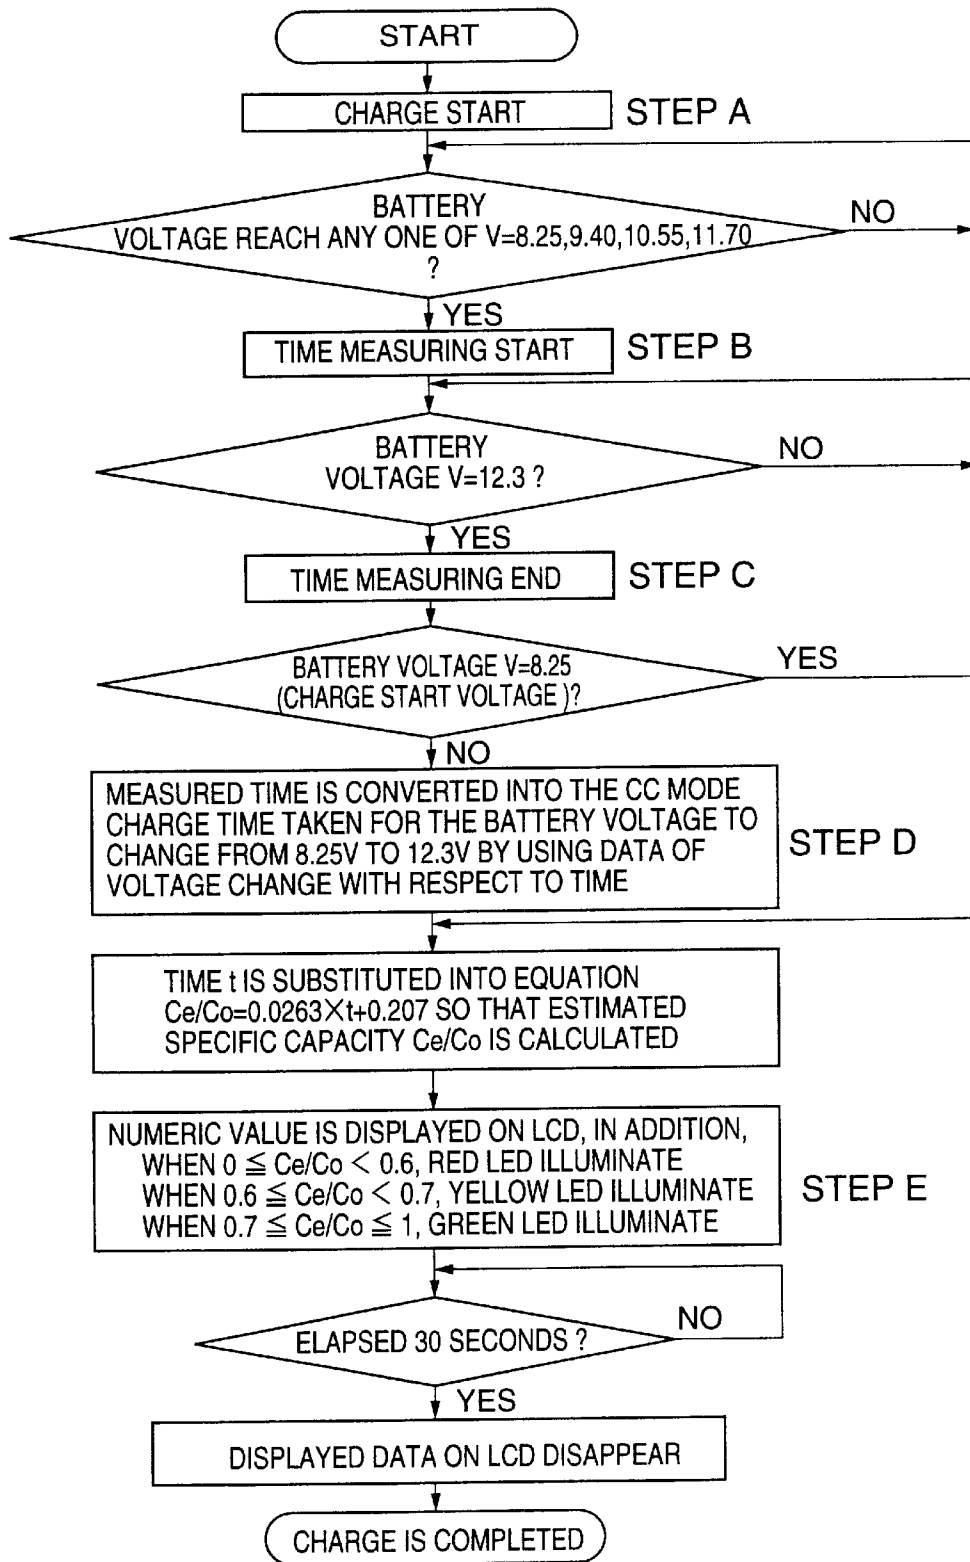 START
CHARGE START
STEP A
BATTERY
VOLTAGE REACH ANY ONE OF V=8.25,9.40,10.55,11.70
?
NO
YES
TIME MEASURING START
STEP B
BATTERY
VOLTAGE V=12.3 ?
NO
YES
TIME MEASURING END
STEP C
BATTERY VOLTAGE V=8.25
(CHARGE START VOLTAGE )?
YES
NO
MEASURED TIME IS CONVERTED INTO THE CC MODE
CHARGE TIME TAKEN FOR THE BATTERY VOLTAGE TO
CHANGE FROM 8.25V TO 12.3V BY USING DATA OF
VOLTAGE CHANGE WITH RESPECT TO TIME
STEP D
TIME t IS SUBSTITUTED INTO EQUATION
Ce/Co=0.0263×t+0.207 SO THAT ESTIMATED
SPECIFIC CAPACITY Ce/Co IS CALCULATED
NUMERIC VALUE IS DISPLAYED ON LCD, IN ADDITION,
WHEN 0 ≦ Ce/Co < 0.6, RED LED ILLUMINATE
WHEN 0.6 ≦ Ce/Co < 0.7, YELLOW LED ILLUMINATE
WHEN 0.7 ≦ Ce/Co ≦ 1, GREEN LED ILLUMINATE
STEP E
ELAPSED 30 SECONDS ?
NO
YES
DISPLAYED DATA ON LCD DISAPPEAR
CHARGE IS COMPLETED